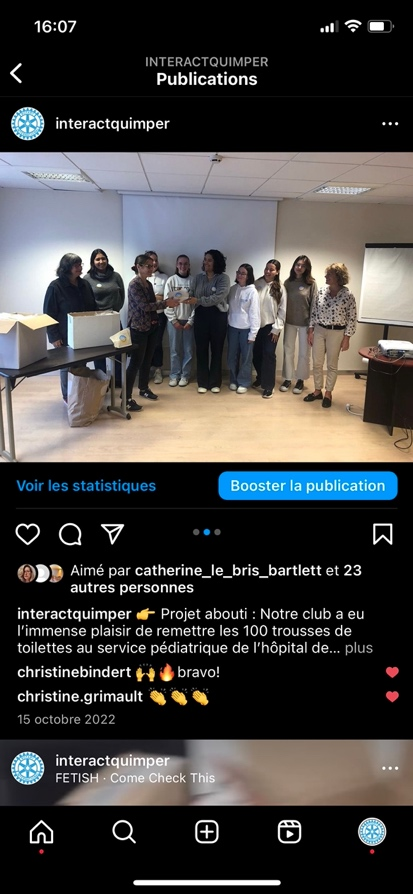 16:07
INTERACTQUIMPER
Publications
interactquimper
Voir les statistiques
Booster la publication
Aimé par catherine_le_bris_bartlett et 23
autres personnes
interactquimper 👉 Projet abouti : Notre club a eu
l’immense plaisir de remettre les 100 trousses de
toilettes au service pédiatrique de l’hôpital de... plus
christinebindert 🙌🔥bravo!
christine.grimault 👏👏👏
15 octobre 2022
interactquimper
FETISH · Come Check This